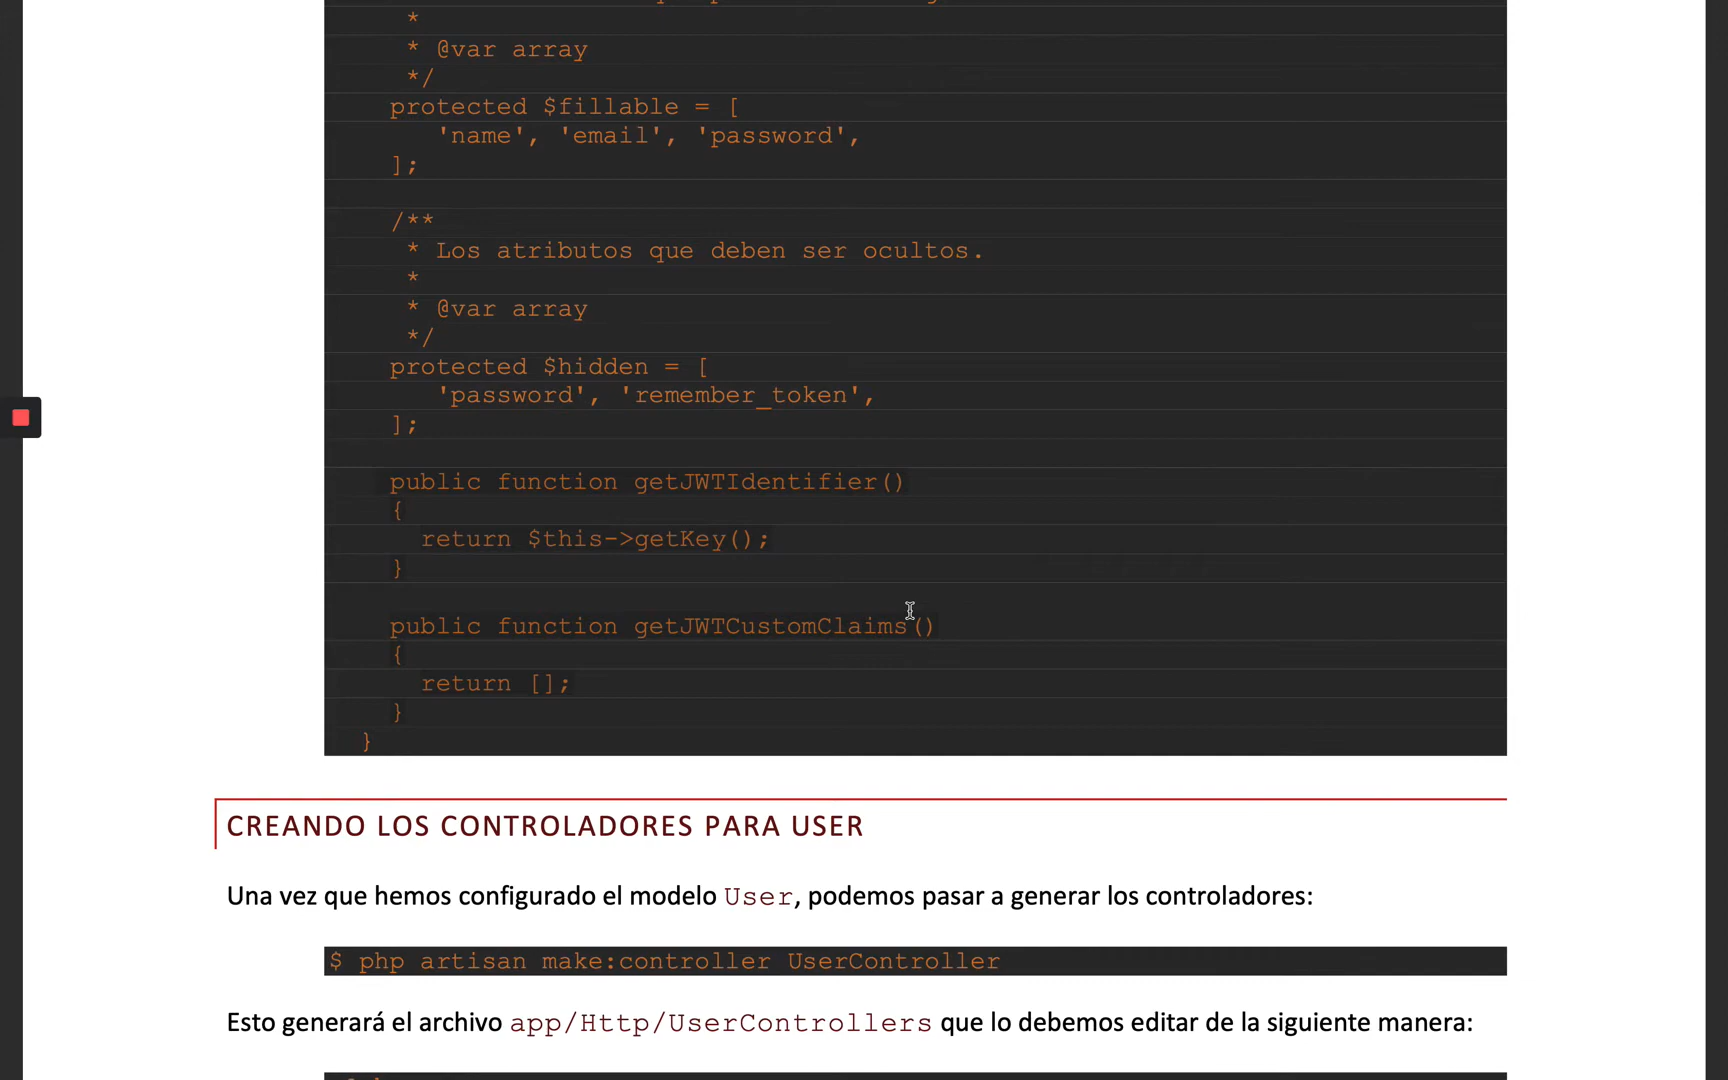 *
* @var array
*/
protected $fillable = [
'name', 'email', 'password',
];
/**
* Los atributos que deben ser ocultos.
*
* @var array
*/
protected $hidden = [
'password', 'remember_token',
];
public function getJWTIdentifier()
{
return $this->getKey();
}
public function getJWTCustomClaims()
{
return [];
}
}
CREANDO LOS CONTROLADORES PARA USER
Una vez que hemos configurado el modelo User, podemos pasar a generar los controladores:
$ php artisan make:controller UserController
Esto generará el archivo app/Http/UserControllers que lo debemos editar de la siguiente manera: